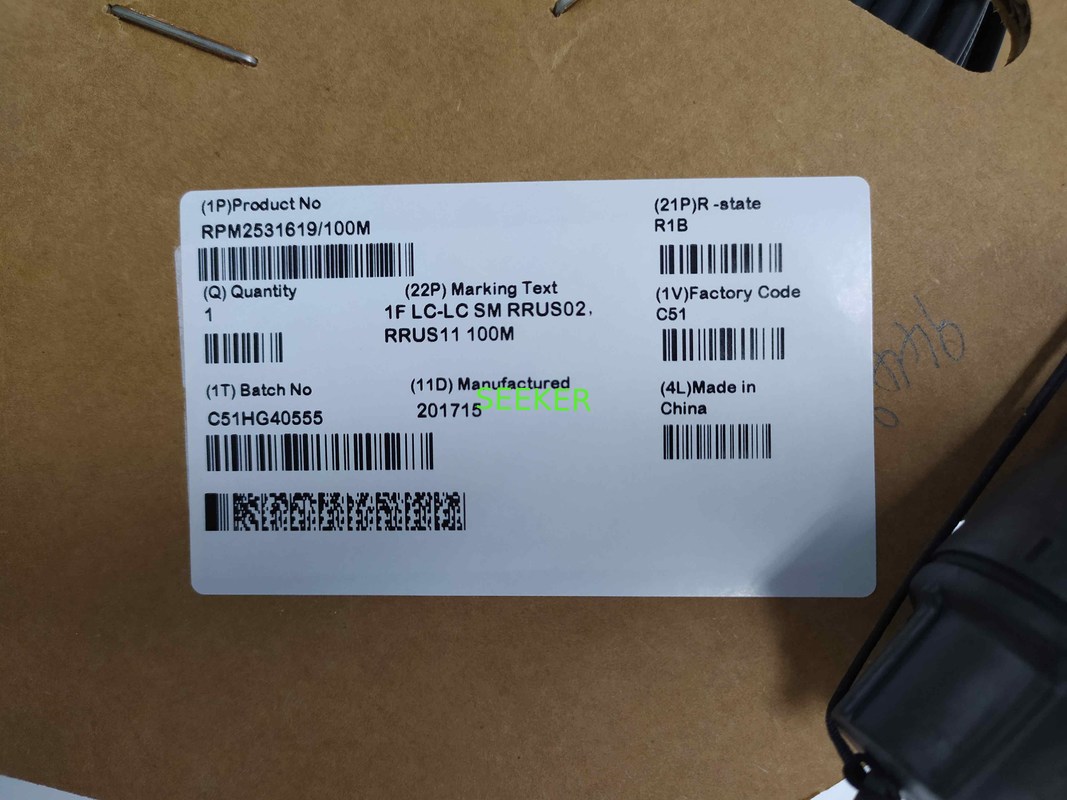 (1P)Product No
RPM2531619/100M
(21P)R -state
R1B
(Q) Quantity
1
(22P) Marking Text
1F LC-LC SM RRUS02,
RRUS11 100M
(1V)Factory Code
C51
(1T) Batch No
C51HG40555
(11D) Manufactured
201715
SEEKER
(4L)Made in
China